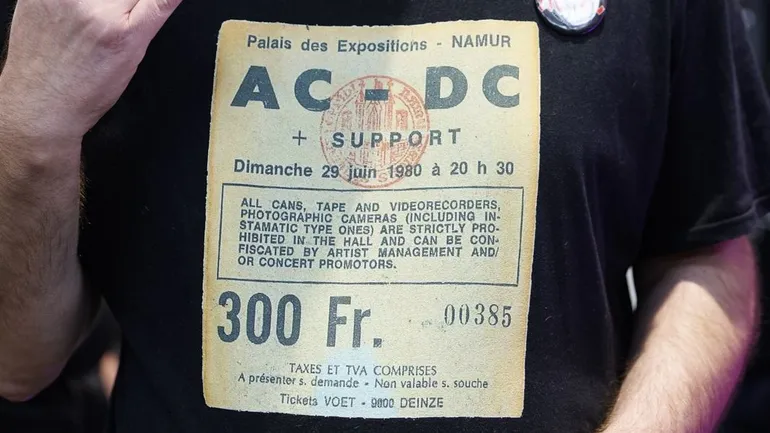 Palais des Expositions - NAMUR
AC-DC
+ SUPPORT
Dimanche 29 juin 1980 à 20 h 30
ALL CANS, TAPE AND VIDEORECORDERS,
PHOTOGRAPHIC CAMERAS (INCLUDING IN-
STAMATIC TYPE ONES) ARE STRICTLY PRO-
HIBITED IN THE HALL AND CAN BE CON-
FISCATED BY ARTIST MANAGEMENT AND/
OR CONCERT PROMOTORS.
300 Fr. 00385
TAXES ET TVA COMPRISES
A présenter s. demande - Non valable s. souche
Tickets VOET - 9800 DEINZE